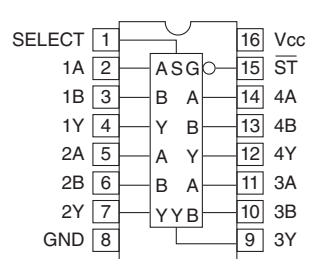 SELECT 1 16 Vcc
1A 2 A S G 15 S̅T̅
1B 3 B A 14 4A
1Y 4 Y B 13 4B
2A 5 A Y 12 4Y
2B 6 B A 11 3A
2Y 7 Y Y B 10 3B
GND 8 9 3Y